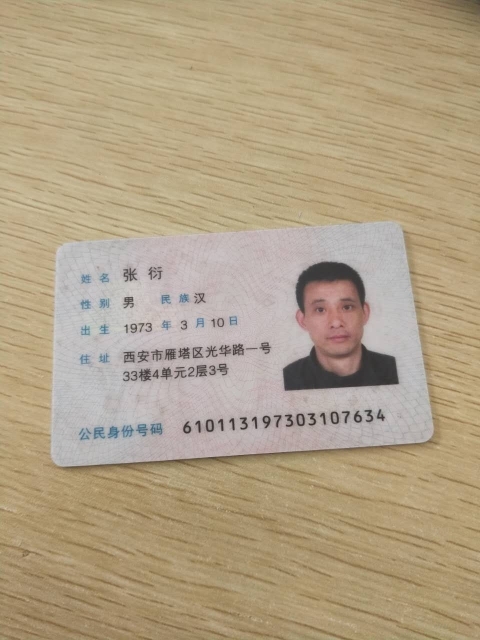 姓名 张衍
性别 男 民族 汉
出生 1973 年 3 月 10 日
住址 西安市雁塔区光华路一号
33楼4单元2层3号
公民身份号码 610113197303107634